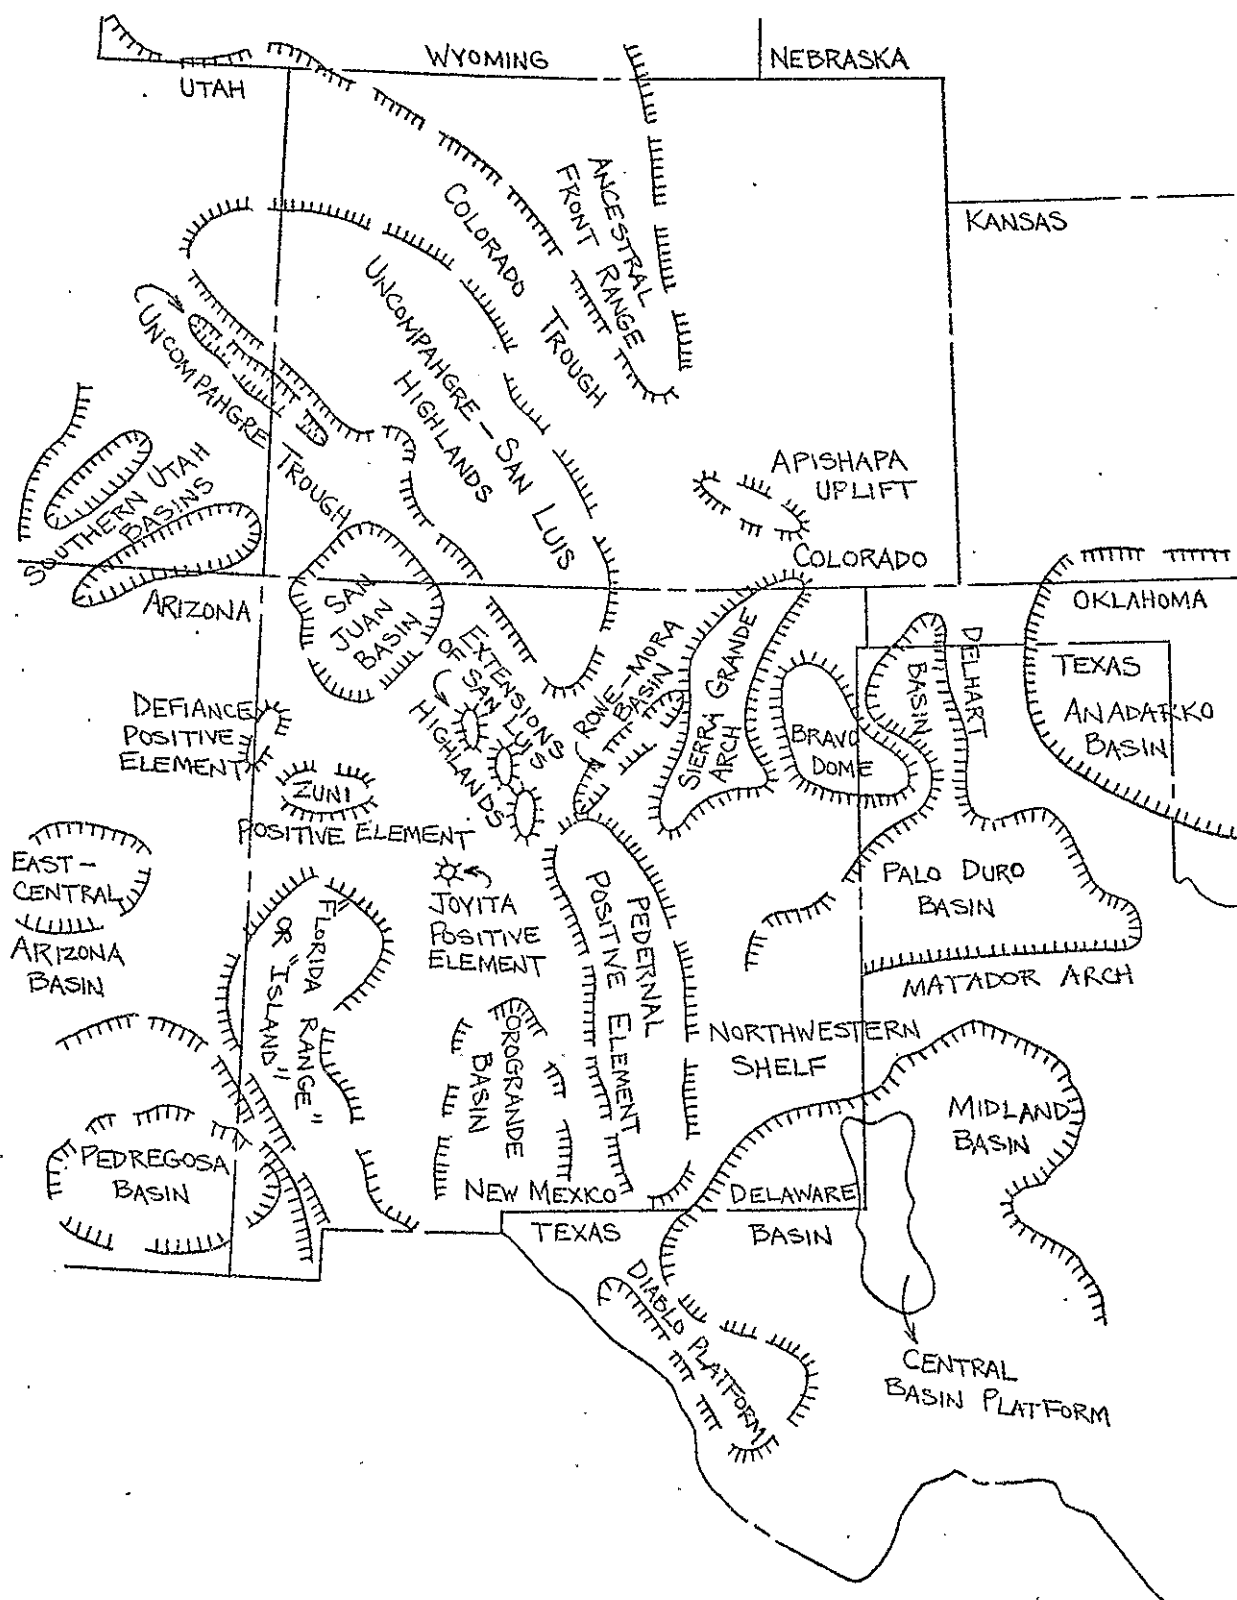 WYOMING
NEBRASKA
UTAH
KANSAS
ANCESTRAL
FRONT RANGE
COLORADO TROUGH
UNCOMPAHGRE – SAN LUIS
HIGHLANDS
UNCOMPAHGRE TROUGH
SOUTHERN UTAH
BASINS
APISHAPA
UPLIFT
COLORADO
ARIZONA
OKLAHOMA
SAN
JUAN
BASIN
EXTENSIONS
OF SAN LUIS
HIGHLANDS
ROWE-MORA
BASIN
SIERRA GRANDE
ARCH
BRAVO
DOME
DELHART
BASIN
TEXAS
ANADARKO
BASIN
DEFIANCE
POSITIVE
ELEMENT
ZUNI
POSITIVE ELEMENT
EAST-
CENTRAL
ARIZONA
BASIN
"FLORIDA RANGE"
OR "ISLAND"
JOYITA
POSITIVE
ELEMENT
PEDERNAL
POSITIVE ELEMENT
PALO DURO
BASIN
MATADOR ARCH
OROGRANDE
BASIN
NORTHWESTERN
SHELF
MIDLAND
BASIN
PEDREGOSA
BASIN
NEW MEXICO
TEXAS
DELAWARE
BASIN
DIABLO PLATFORM
CENTRAL
BASIN PLATFORM